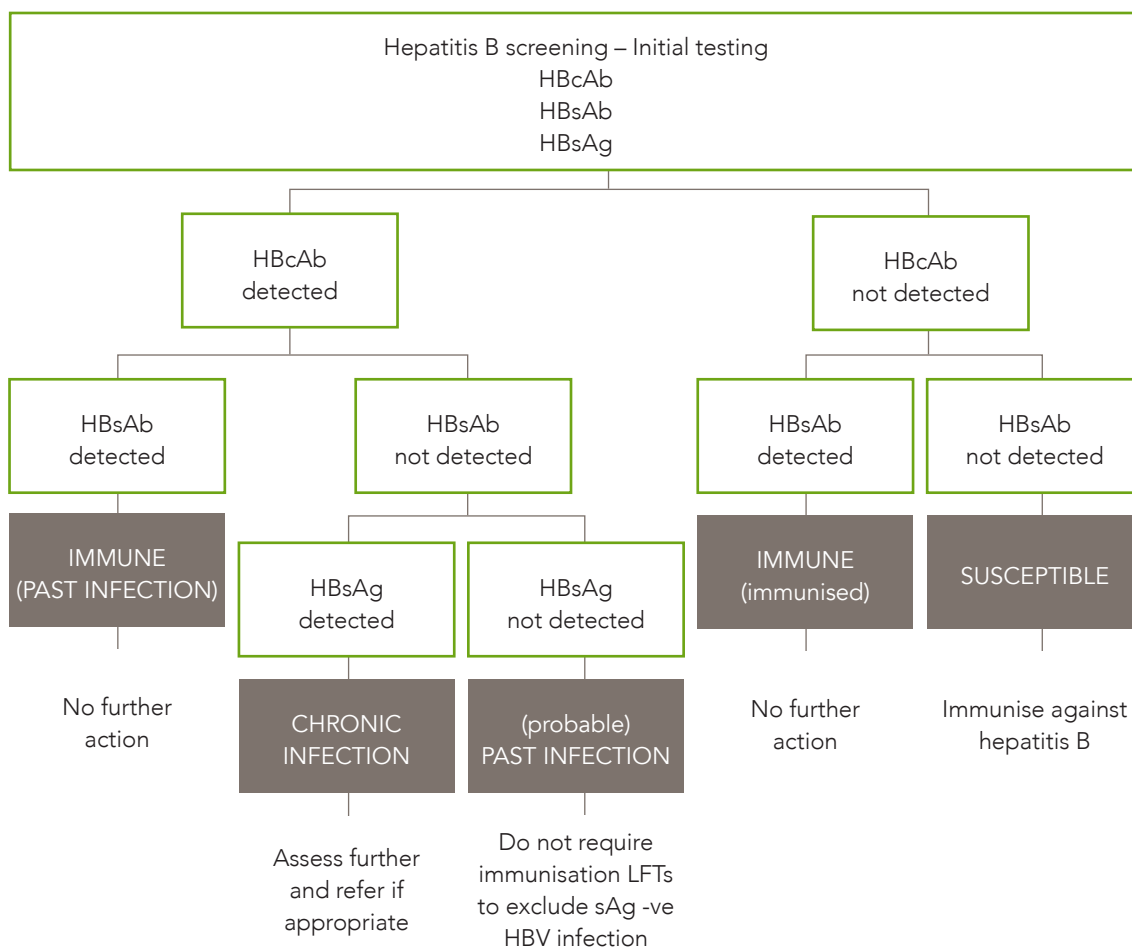 Hepatitis B screening – Initial testing
HBcAb
HBsAb
HBsAg
HBcAb
detected
HBcAb
not detected
HBsAb
detected
HBsAb
not detected
HBsAb
detected
HBsAb
not detected
IMMUNE
(PAST INFECTION)
HBsAg
detected
HBsAg
not detected
IMMUNE
(immunised)
SUSCEPTIBLE
No further
action
CHRONIC
INFECTION
(probable)
PAST INFECTION
No further
action
Immunise against
hepatitis B
Assess further
and refer if
appropriate
Do not require
immunisation LFTs
to exclude sAg -ve
HBV infection